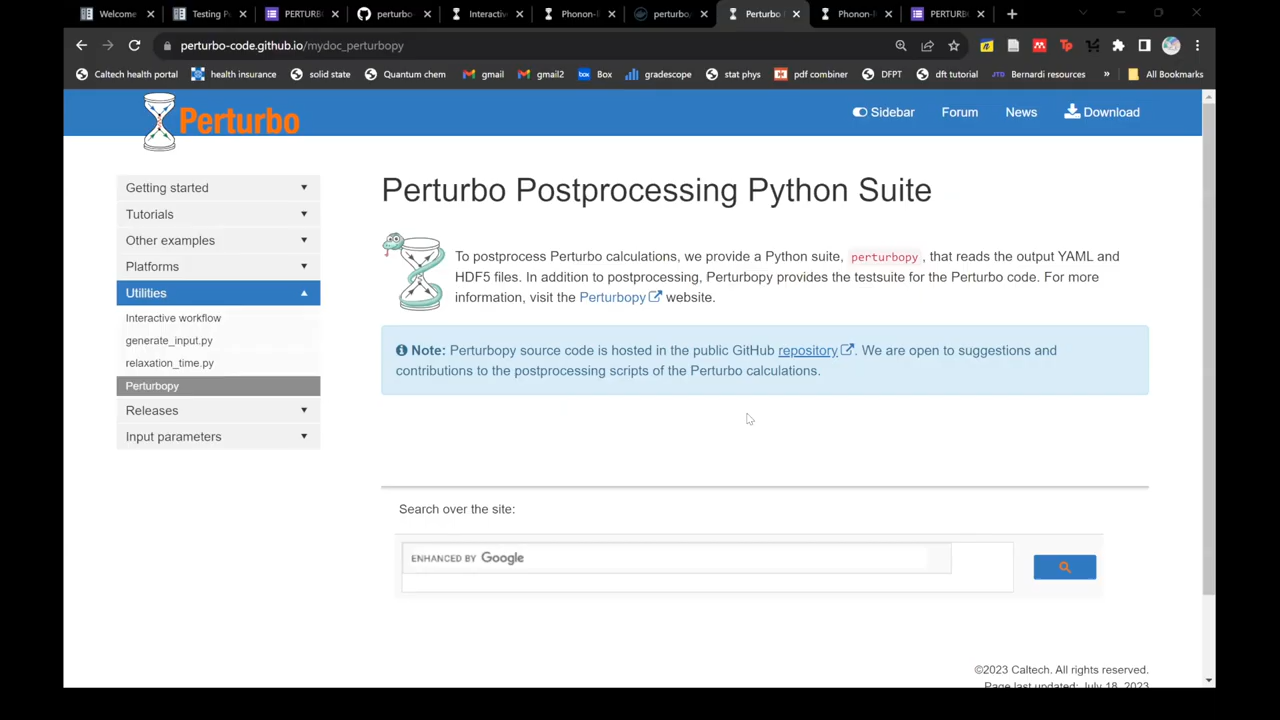 Welcome
Testing P
PERTURB
perturbo
Interactiv
Phonon-l
perturbo
Perturbo
Phonon-
PERTURB
perturbo-code.github.io/mydoc_perturbopy
Caltech health portal
health insurance
solid state
Quantum chem
gmail
gmail2
Box
gradescope
stat phys
pdf combiner
DFPT
dft tutorial
Bernardi resources
»
All Bookmarks
Perturbo
Sidebar
Forum
News
Download
Getting started
Tutorials
Other examples
Platforms
Utilities
Interactive workflow
generate_input.py
relaxation_time.py
Perturbopy
Releases
Input parameters
Perturbo Postprocessing Python Suite
To postprocess Perturbo calculations, we provide a Python suite, perturbopy, that reads the output YAML and
HDF5 files. In addition to postprocessing, Perturbopy provides the testsuite for the Perturbo code. For more
information, visit the Perturbopy website.
Note: Perturbopy source code is hosted in the public GitHub repository. We are open to suggestions and
contributions to the postprocessing scripts of the Perturbo calculations.
Search over the site:
ENHANCED BY Google
©2023 Caltech. All rights reserved.
Page last updated: July 18, 2023